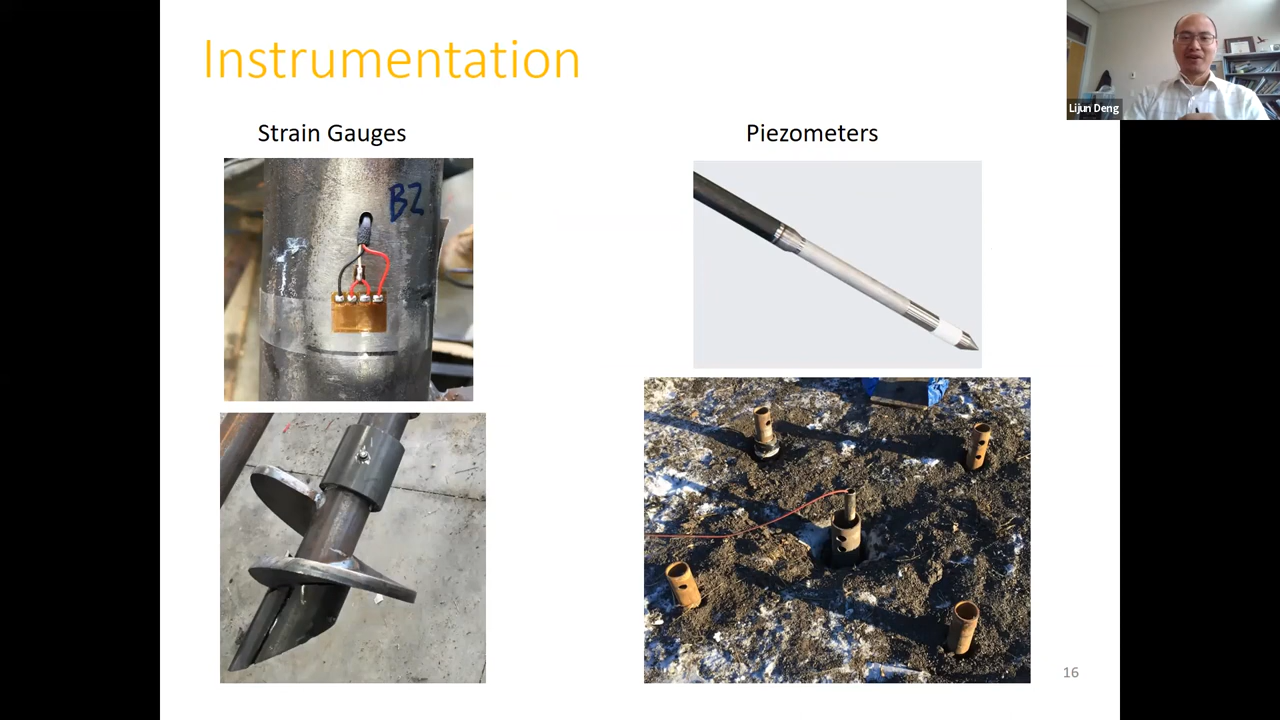 Instrumentation
Strain Gauges
Piezometers
B2
Lijun Deng
16